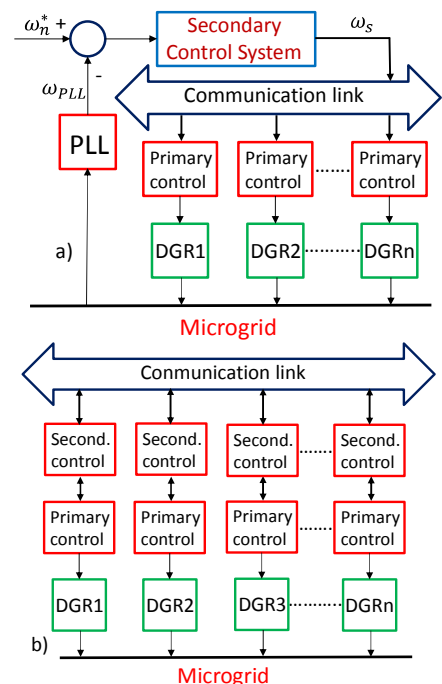 ω*n +
Secondary
Control System
ωs
-
ωPLL
Communication link
PLL
Primary
control
Primary
control
Primary
control
........
a)
DGR1
DGR2
DGRn
Microgrid
Conmunication link
Second.
control
Second.
control
Second.
control
Second.
control
Primary
control
Primary
control
Primary
control
Primary
control
DGR1
DGR2
DGR3
DGRn
b)
Microgrid